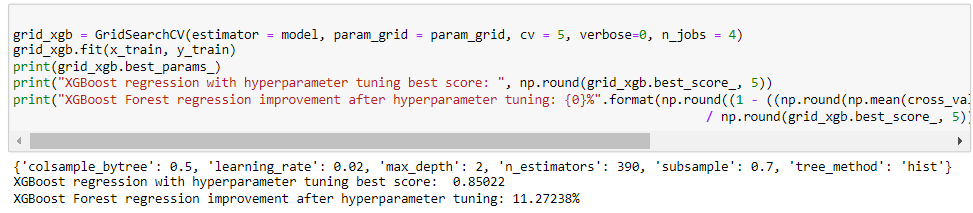 grid_xgb = GridSearchCV(estimator = model, param_grid = param_grid, cv = 5, verbose=0, n_jobs = 4)
grid_xgb.fit(x_train, y_train)
print(grid_xgb.best_params_)
print("XGBoost regression with hyperparameter tuning best score: ", np.round(grid_xgb.best_score_, 5))
print("XGBoost Forest regression improvement after hyperparameter tuning: {0}%".format(np.round((1 - ((np.round(np.mean(cross_va
/ np.round(grid_xgb.best_score_, 5))
{'colsample_bytree': 0.5, 'learning_rate': 0.02, 'max_depth': 2, 'n_estimators': 390, 'subsample': 0.7, 'tree_method': 'hist'}
XGBoost regression with hyperparameter tuning best score:  0.85022
XGBoost Forest regression improvement after hyperparameter tuning: 11.27238%